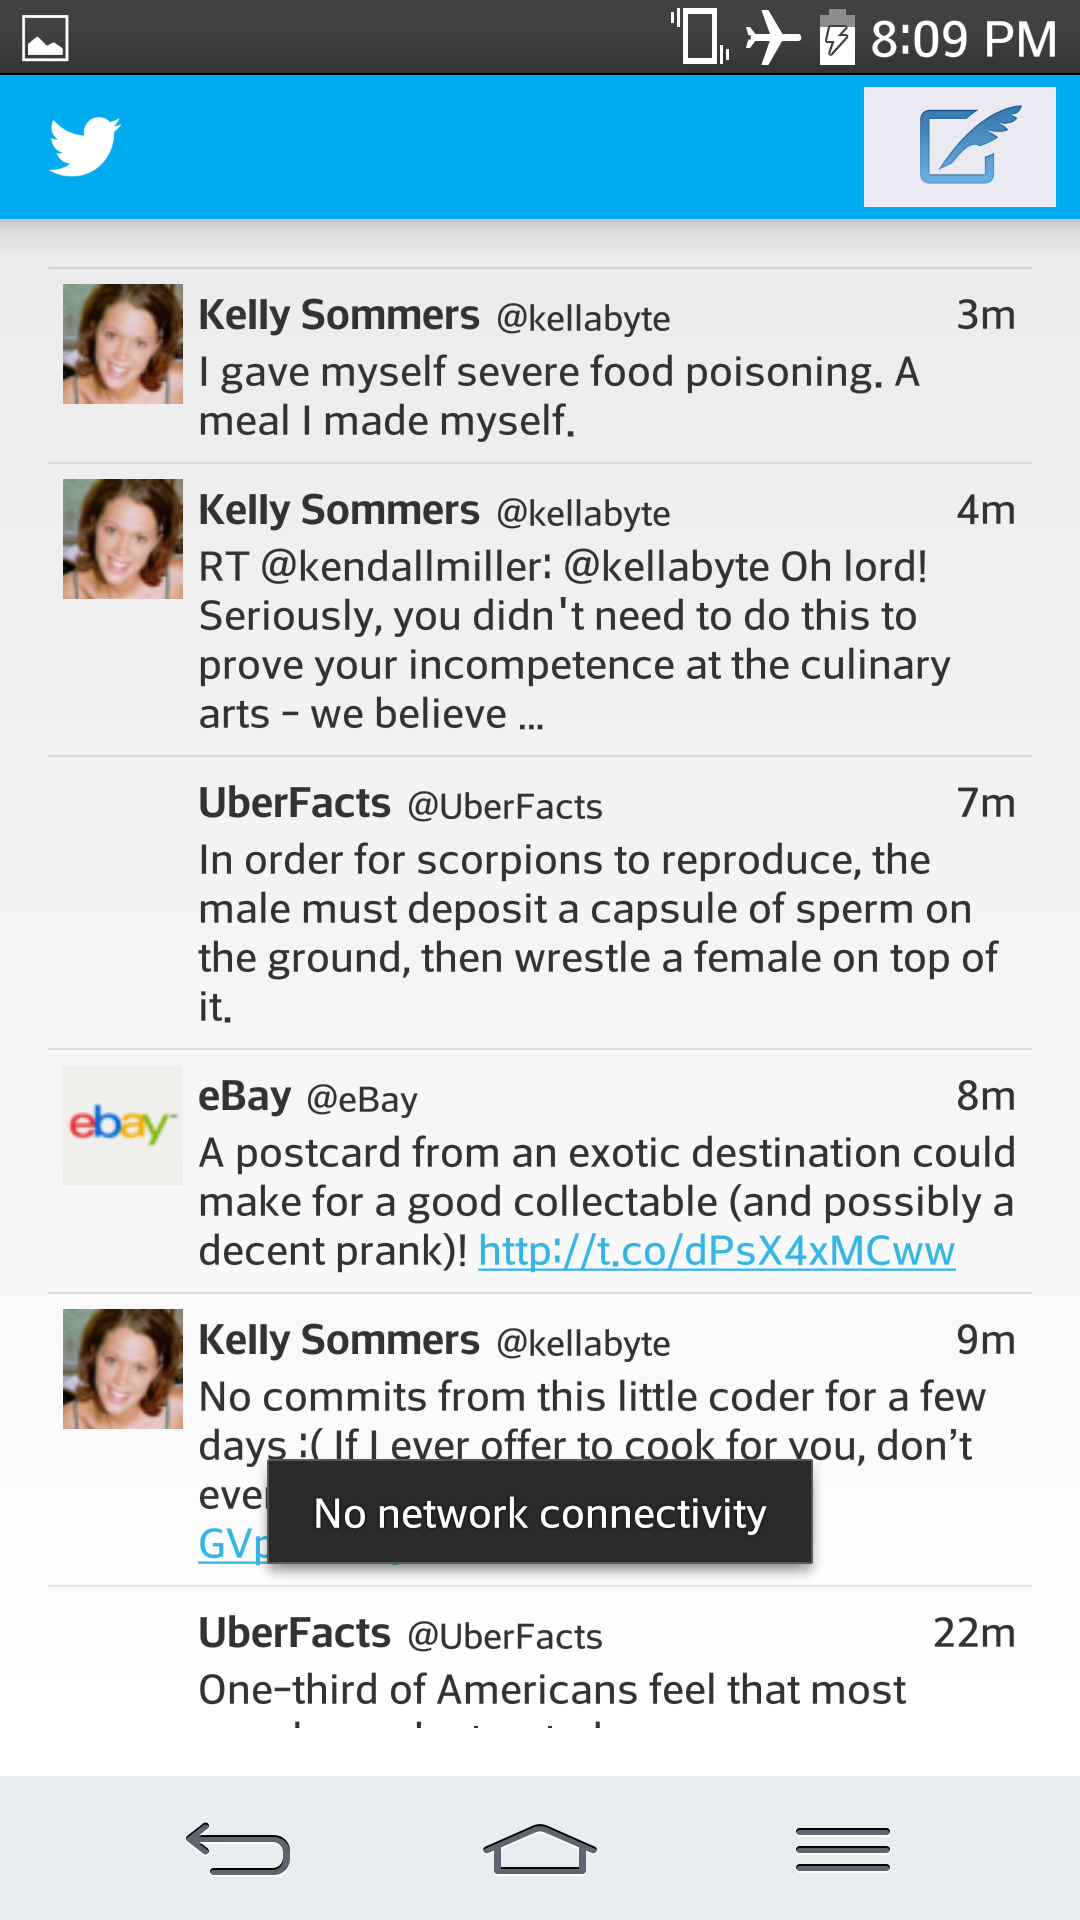 8:09 PM
Kelly Sommers @kellabyte 3m
I gave myself severe food poisoning. A
meal I made myself.
Kelly Sommers @kellabyte 4m
RT @kendallmiller: @kellabyte Oh lord!
Seriously, you didn't need to do this to
prove your incompetence at the culinary
arts - we believe ...
UberFacts @UberFacts 7m
In order for scorpions to reproduce, the
male must deposit a capsule of sperm on
the ground, then wrestle a female on top of
it.
eBay @eBay 8m
ebay™
A postcard from an exotic destination could
make for a good collectable (and possibly a
decent prank)! http://t.co/dPsX4xMCww
Kelly Sommers @kellabyte 9m
No commits from this little coder for a few
days :( If I ever offer to cook for you, don't
No network connectivity
UberFacts @UberFacts 22m
One-third of Americans feel that most